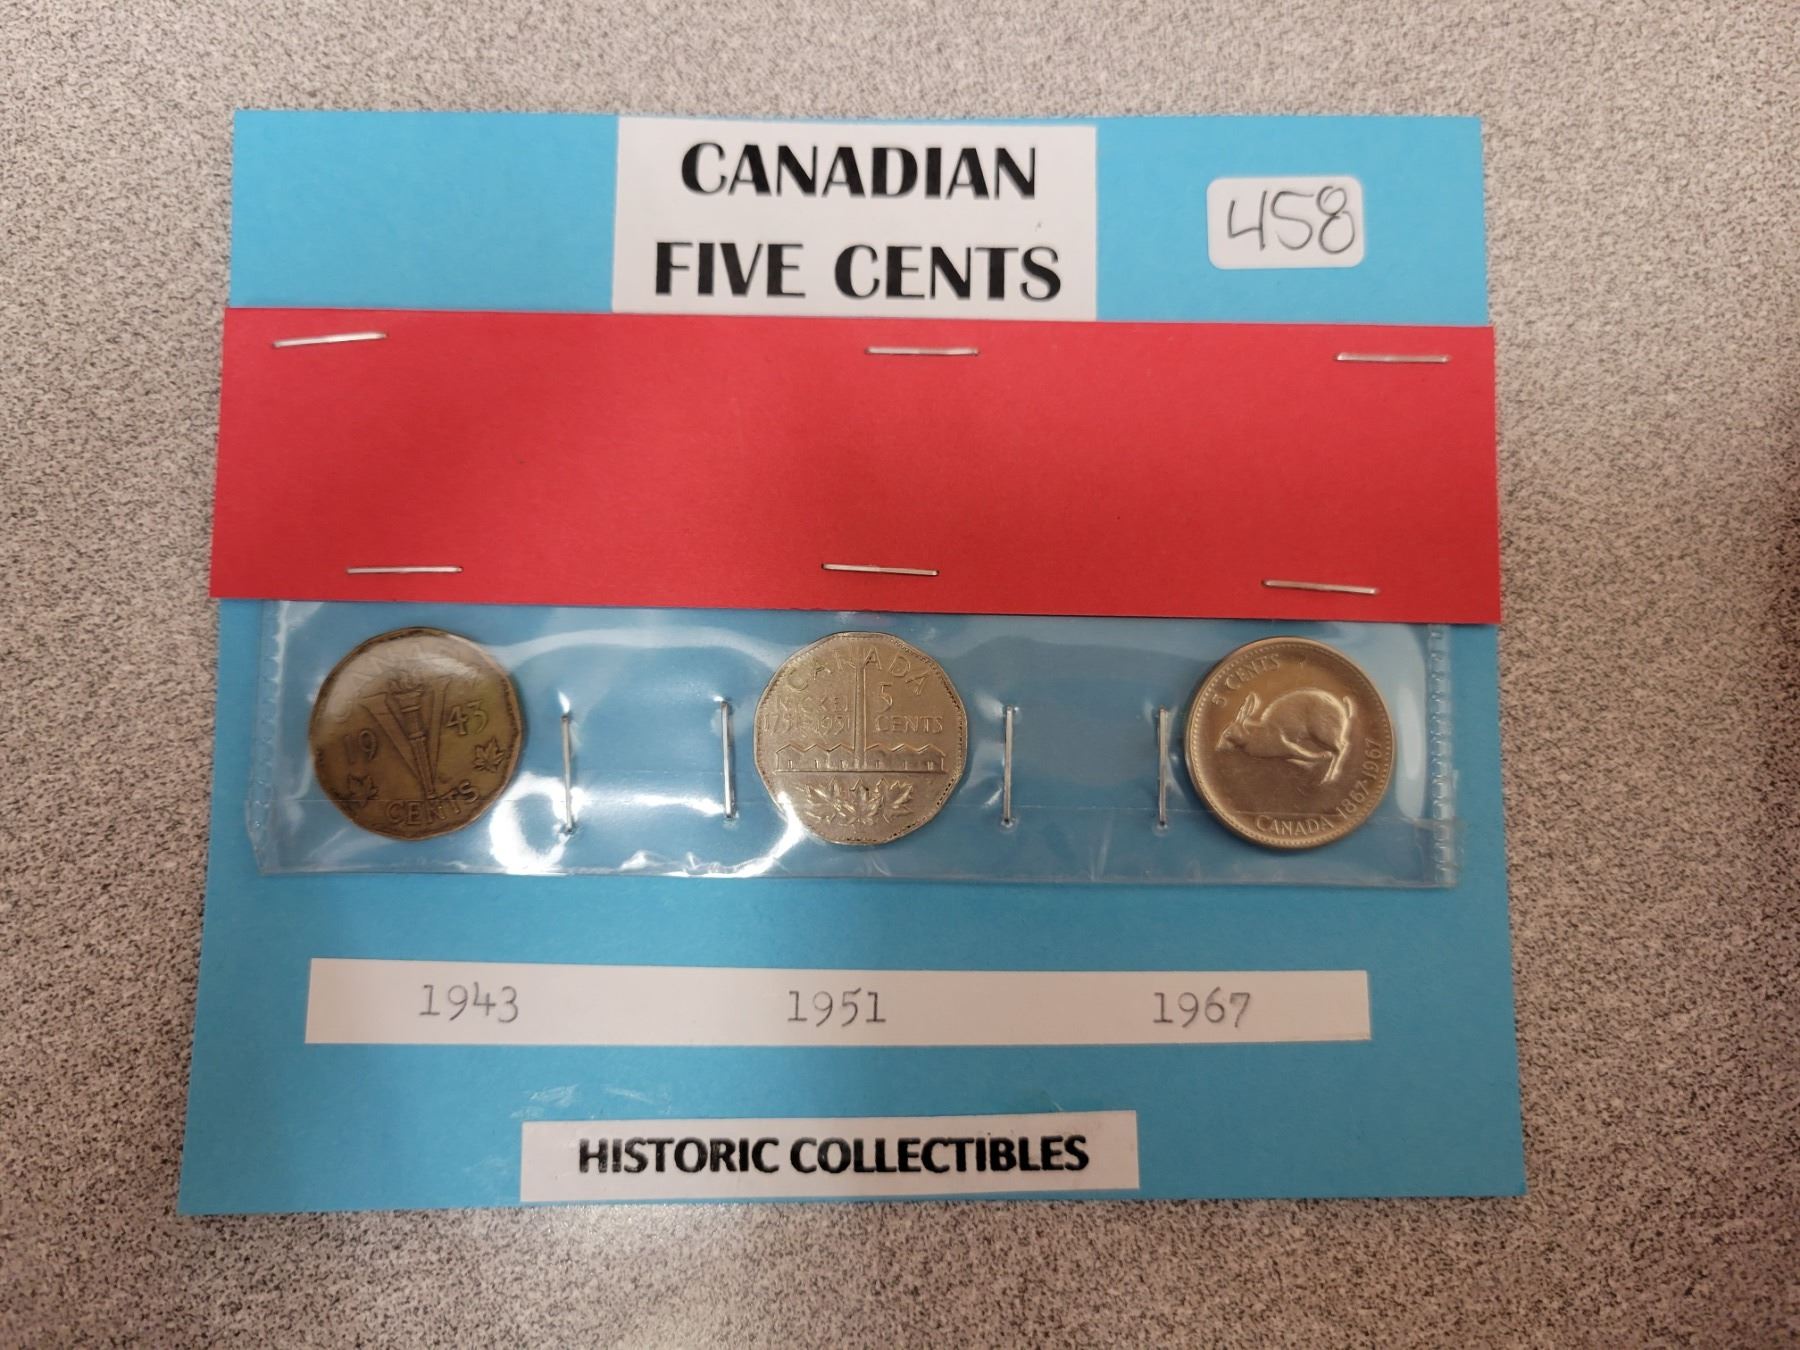 CANADIAN
FIVE CENTS
458
CANADA
19 43
CENTS
CANADA
NICKEL 5
1751-1951 CENTS
5 CENTS
CANADA 1867-1967
1943 1951 1967
HISTORIC COLLECTIBLES